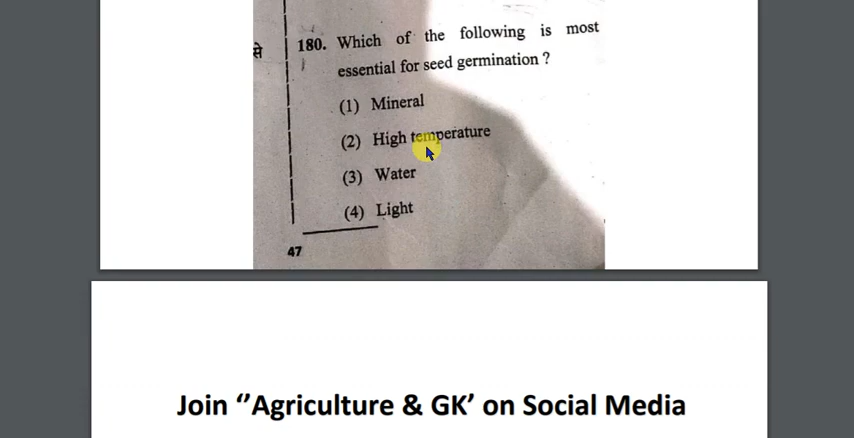 से
180. Which of the following is most
essential for seed germination ?
(1) Mineral
(2) High temperature
(3) Water
(4) Light
47
Join ‘’Agriculture & GK’ on Social Media